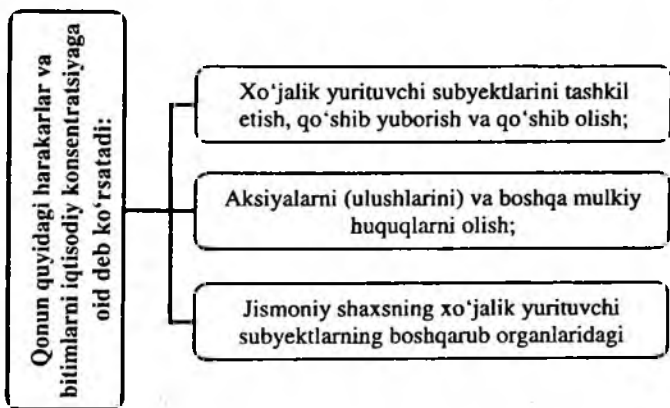 Qonun quyidagi harakarlar va
bitimlarni iqtisodiy konsentratsiyaga
oid deb ko‘rsatadi:
Xo‘jalik yurituvchi subyektlarini tashkil
etish, qo‘shib yuborish va qo‘shib olish;
Aksiyalarni (ulushlarini) va boshqa mulkiy
huquqlarni olish;
Jismoniy shaxsning xo‘jalik yurituvchi
subyektlarning boshqarub organlaridagi